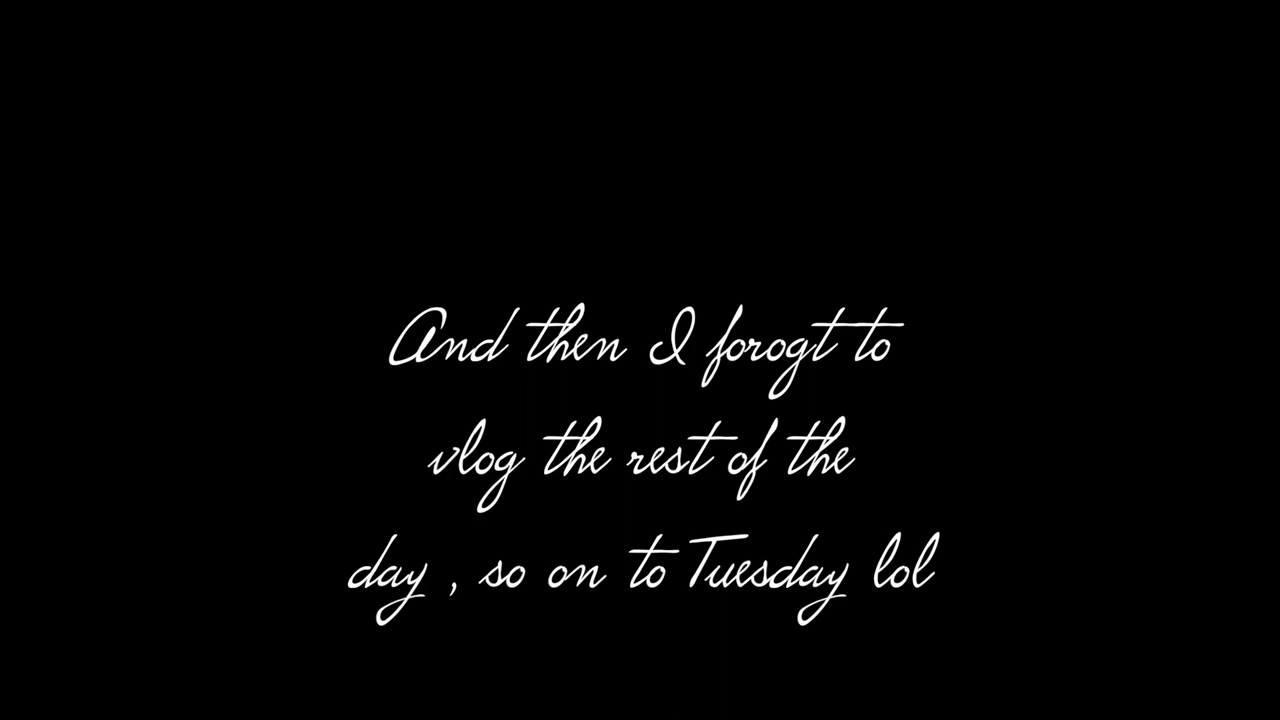 And then I forogt to
vlog the rest of the
day , so on to Tuesday lol